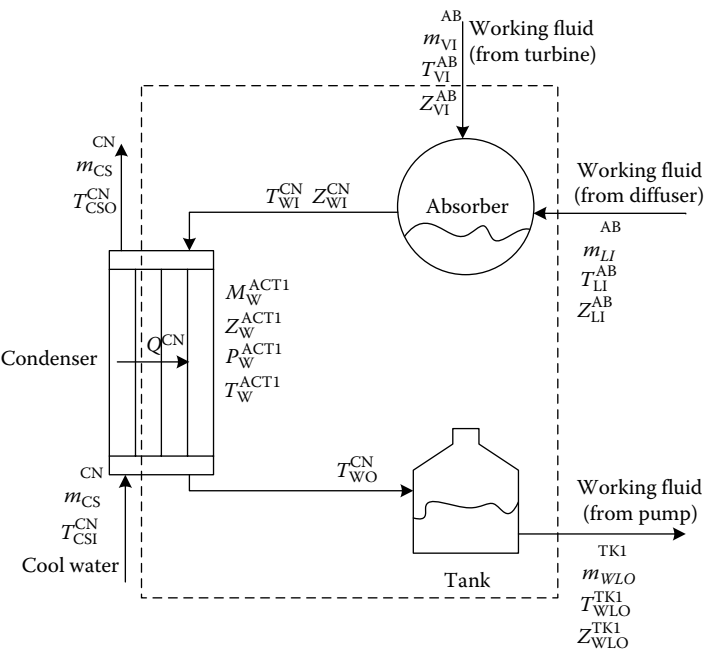 AB
m_VI
T_VI^AB
Z_VI^AB
Working fluid
(from turbine)
CN
m_CS
T_CSO^CN
T_WI^CN Z_WI^CN
Absorber
Working fluid
(from diffuser)
AB
m_LI
T_LI^AB
Z_LI^AB
M_W^ACT1
Z_W^ACT1
P_W^ACT1
T_W^ACT1
Condenser
Q^CN
CN
m_CS
T_CSI^CN
Cool water
T_WO^CN
Tank
Working fluid
(from pump)
TK1
m_WLO
T_WLO^TK1
Z_WLO^TK1